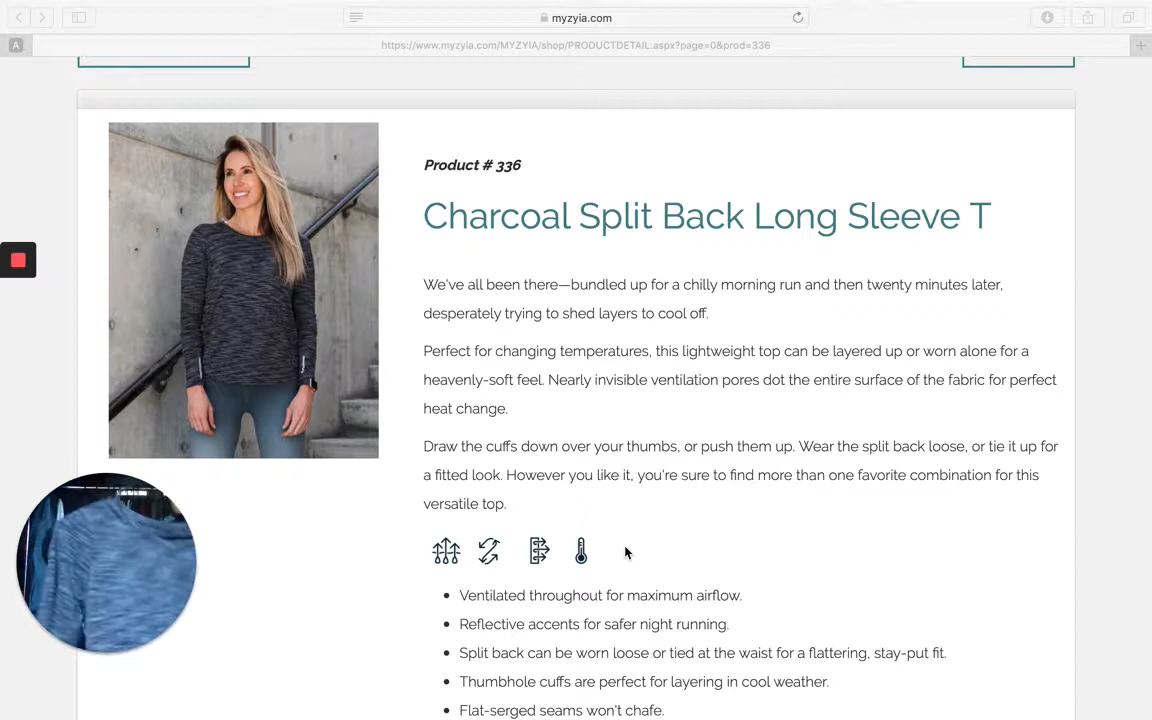 myzyia.com
A
https://www.myzyia.com/MYZYIA/shop/PRODUCTDETAIL.aspx?page=0&prod=336
Product # 336
Charcoal Split Back Long Sleeve T
We've all been there—bundled up for a chilly morning run and then twenty minutes later,
desperately trying to shed layers to cool off.
Perfect for changing temperatures, this lightweight top can be layered up or worn alone for a
heavenly-soft feel. Nearly invisible ventilation pores dot the entire surface of the fabric for perfect
heat change.
Draw the cuffs down over your thumbs, or push them up. Wear the split back loose, or tie it up for
a fitted look. However you like it, you're sure to find more than one favorite combination for this
versatile top.
• Ventilated throughout for maximum airflow.
• Reflective accents for safer night running.
• Split back can be worn loose or tied at the waist for a flattering, stay-put fit.
• Thumbhole cuffs are perfect for layering in cool weather.
• Flat-serged seams won't chafe.